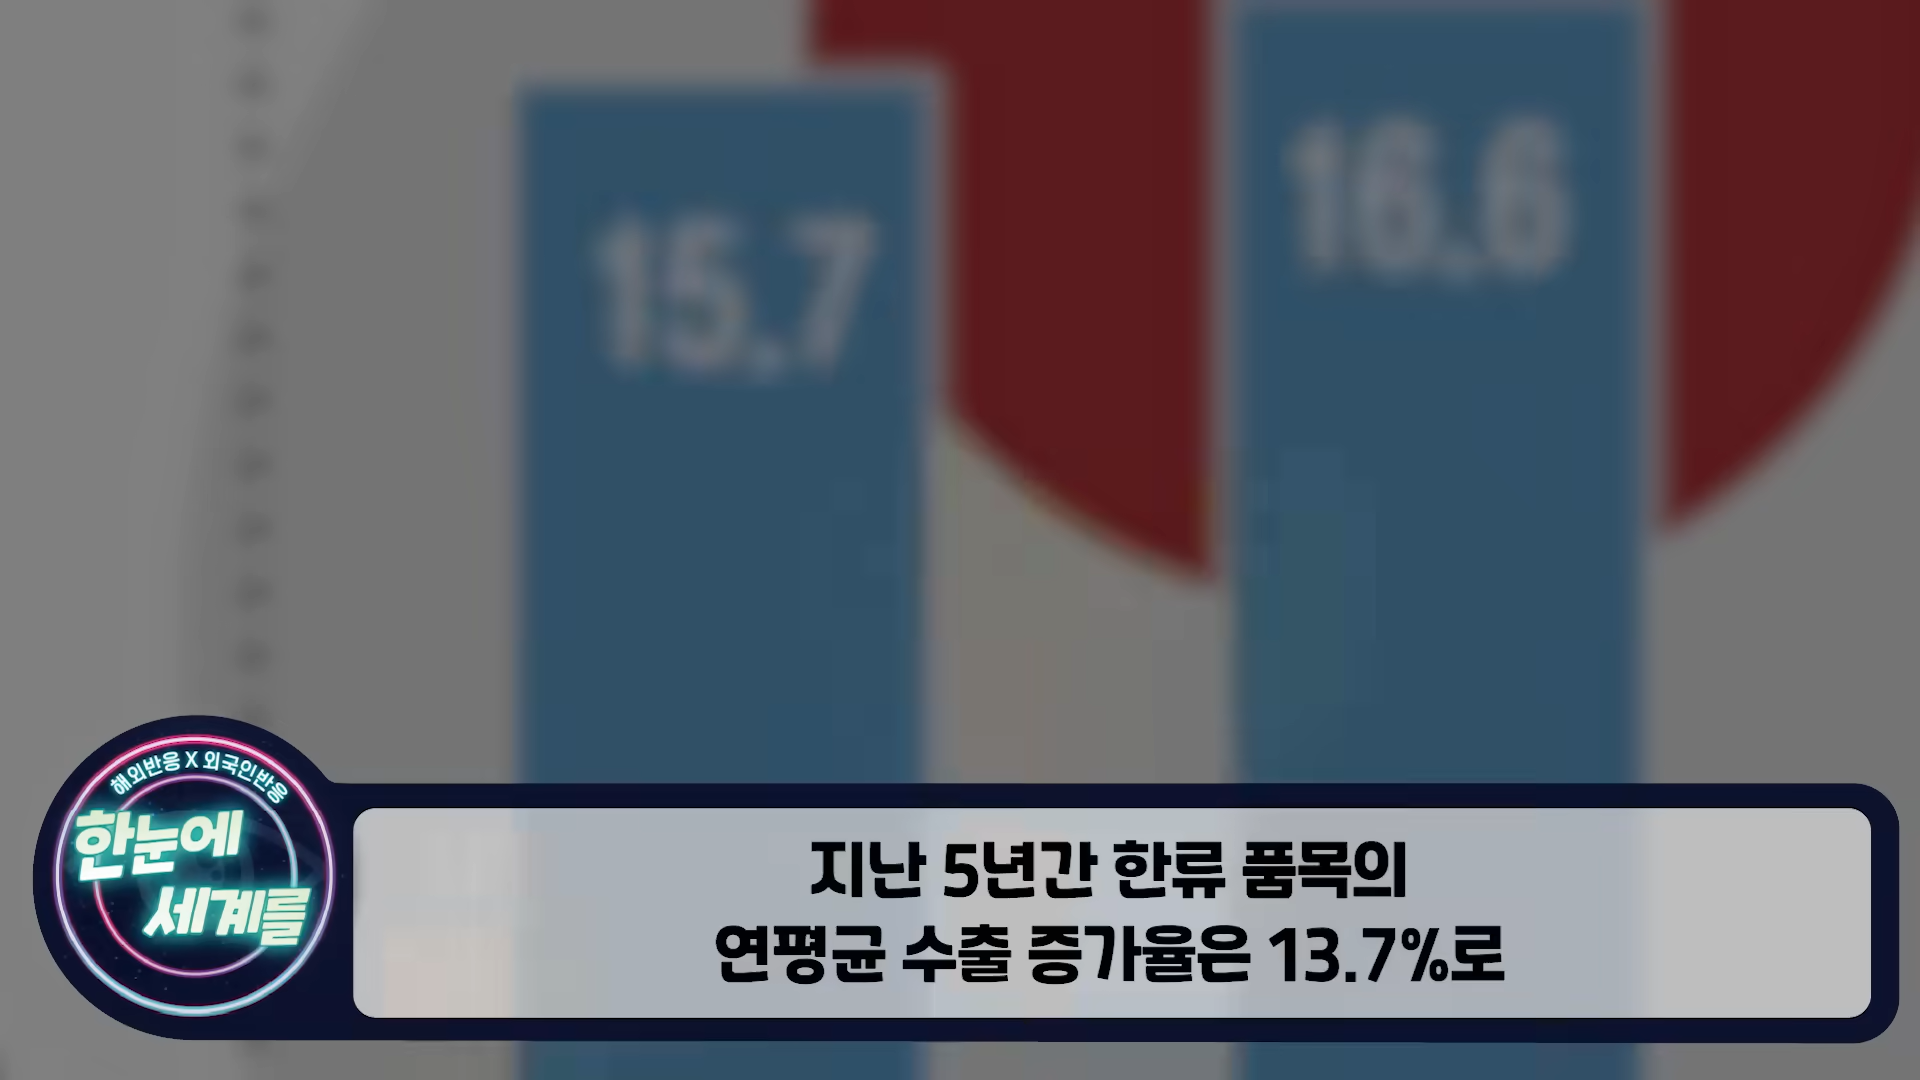 15.7
16.6
해외반응 X 외국인반응
한눈에
세계를
지난 5년간 한류 품목의
연평균 수출 증가율은 13.7%로